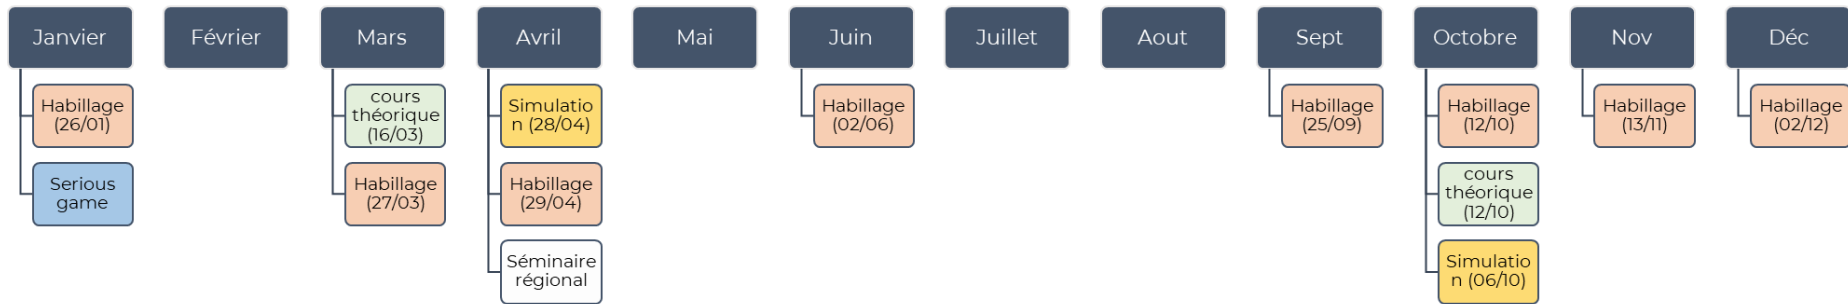 Janvier
Février
Mars
Avril
Mai
Juin
Juillet
Aout
Sept
Octobre
Nov
Déc
Habillage
(26/01)
Serious
game
cours
théorique
(16/03)
Habillage
(27/03)
Simulatio
n (28/04)
Habillage
(29/04)
Séminaire
régional
Habillage
(02/06)
Habillage
(25/09)
Habillage
(12/10)
cours
théorique
(12/10)
Simulatio
n (06/10)
Habillage
(13/11)
Habillage
(02/12)